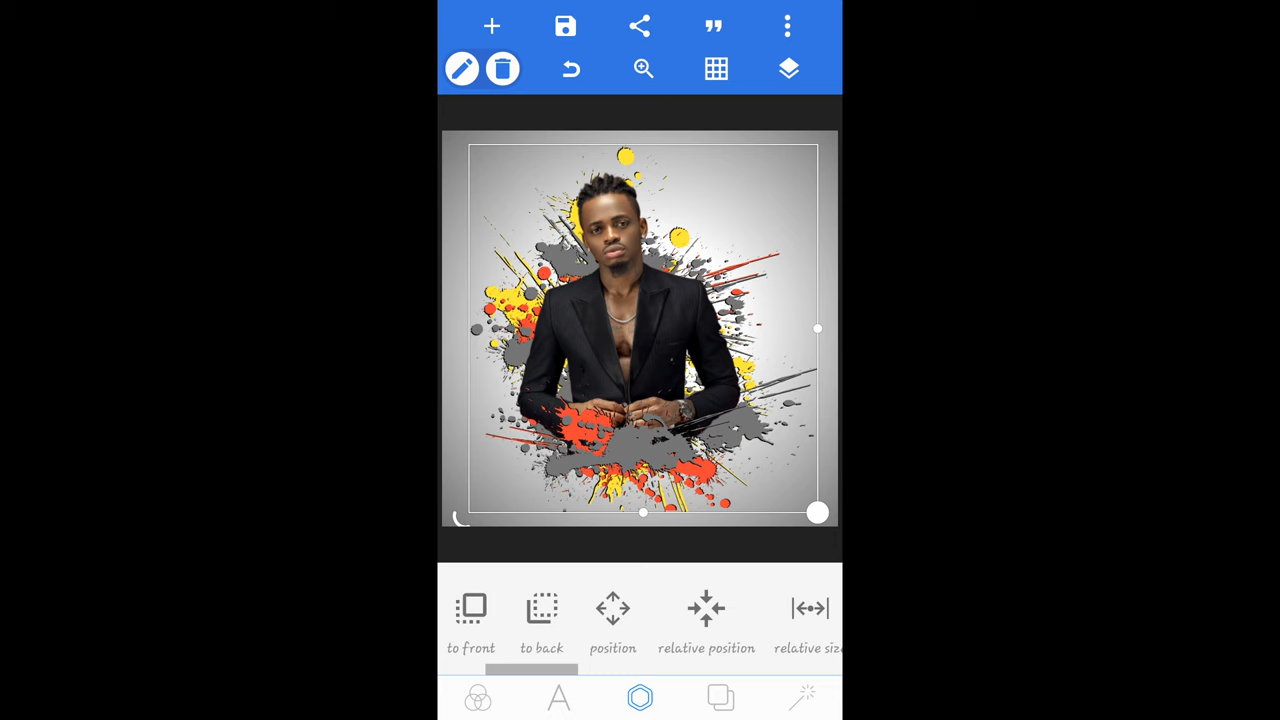 to front
to back
position
relative position
relative siz